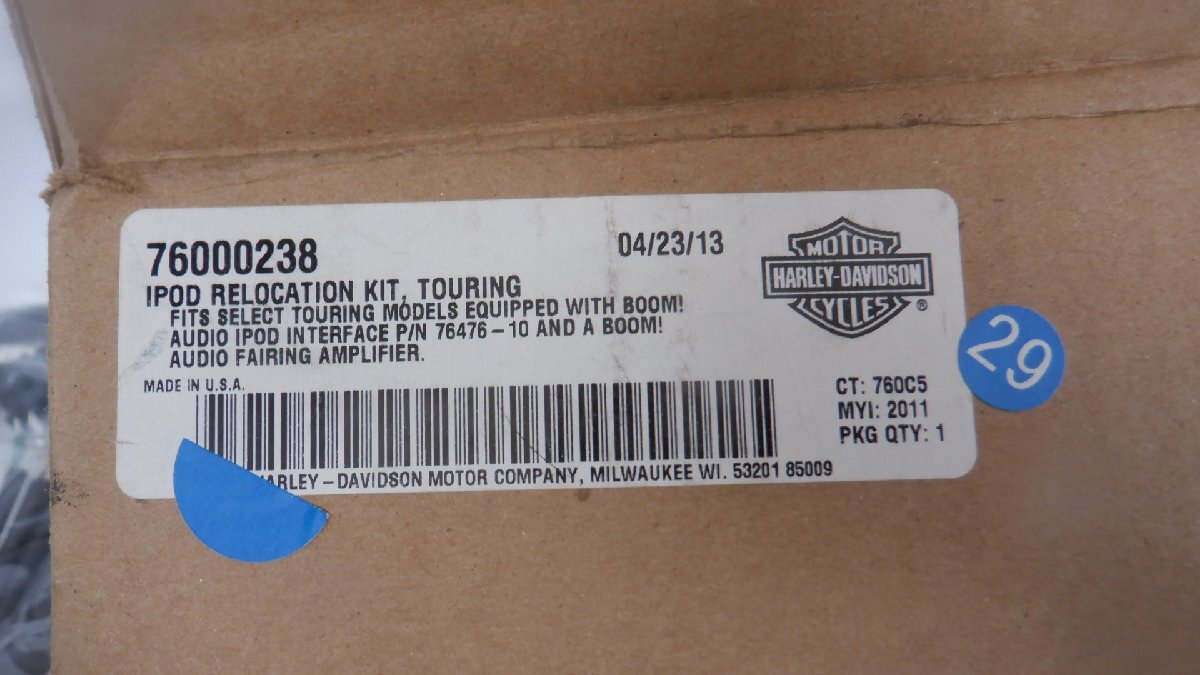 76000238
04/23/13
IPOD RELOCATION KIT, TOURING
FITS SELECT TOURING MODELS EQUIPPED WITH BOOM!
AUDIO IPOD INTERFACE P/N 76476-10 AND A BOOM!
AUDIO FAIRING AMPLIFIER.
MADE IN U.S.A.
MOTOR
HARLEY-DAVIDSON
CYCLES
®
29
CT: 760C5
MYI: 2011
PKG QTY: 1
ARLEY-DAVIDSON MOTOR COMPANY, MILWAUKEE WI. 53201 85009